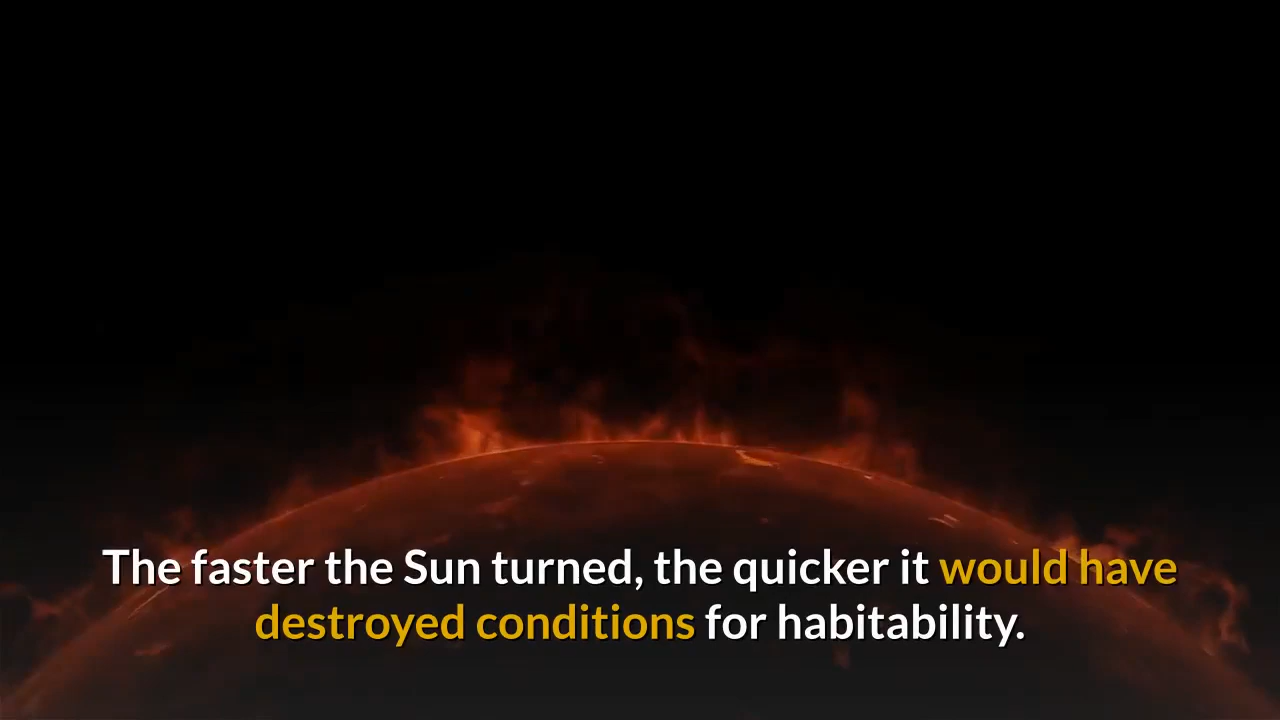 The faster the Sun turned, the quicker it would have
destroyed conditions for habitability.